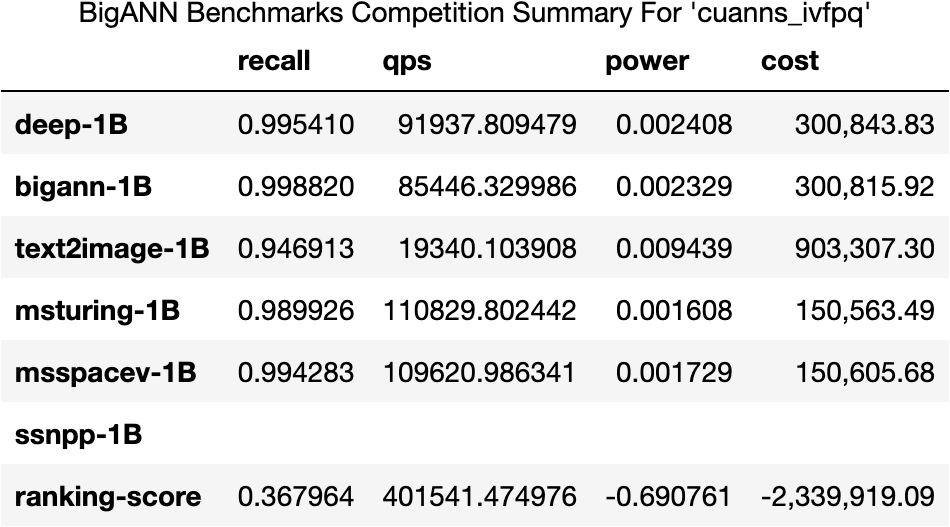 BigANN Benchmarks Competition Summary For 'cuanns_ivfpq'
recall qps power cost
deep-1B 0.995410 91937.809479 0.002408 300,843.83
bigann-1B 0.998820 85446.329986 0.002329 300,815.92
text2image-1B 0.946913 19340.103908 0.009439 903,307.30
msturing-1B 0.989926 110829.802442 0.001608 150,563.49
msspacev-1B 0.994283 109620.986341 0.001729 150,605.68
ssnpp-1B
ranking-score 0.367964 401541.474976 -0.690761 -2,339,919.09